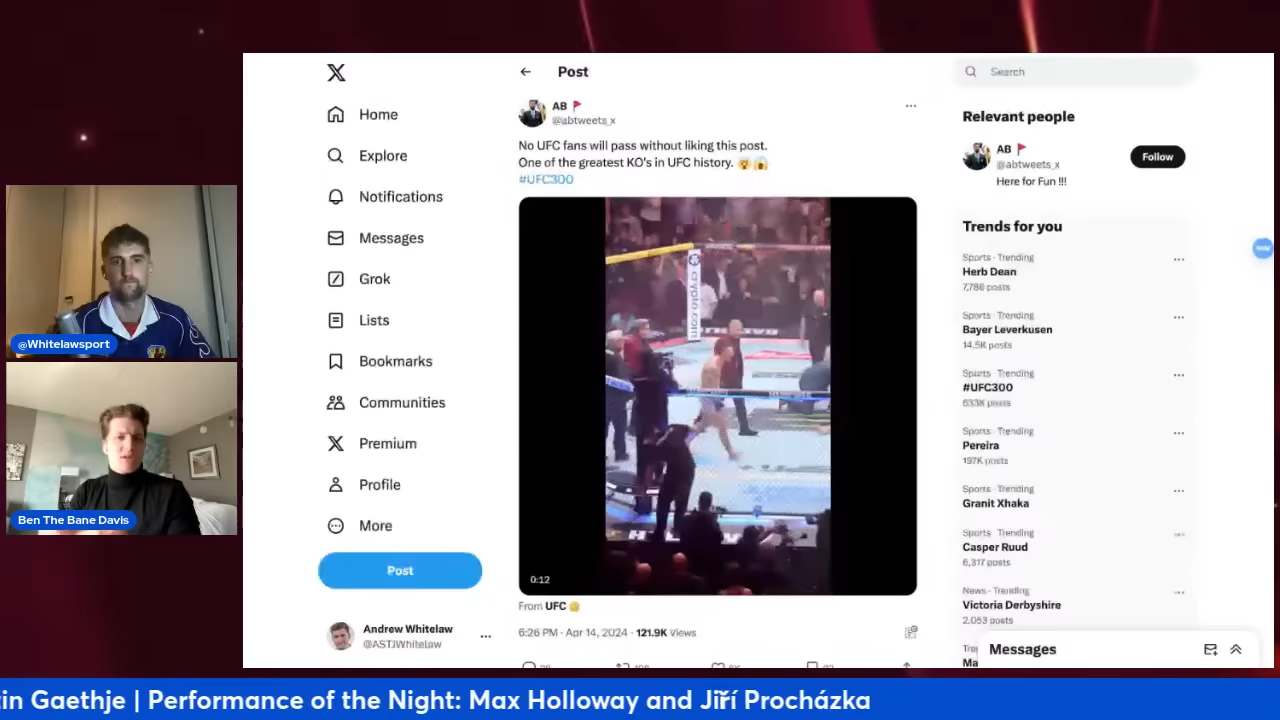 @Whitelawsport
Ben The Bane Davis
Home
Explore
Notifications
Messages
Grok
Lists
Bookmarks
Communities
Premium
Profile
More
Post
Andrew Whitelaw
@ASTJWhitelaw
Post
AB 🚩
@abtweets_x
No UFC fans will pass without liking this post.
One of the greatest KO's in UFC history. 🤯😱
#UFC300
crypto.com
0:12
From UFC
6:26 PM · Apr 14, 2024 · 121.9K Views
Search
Relevant people
AB 🚩
@abtweets_x
Follow
Here for Fun !!!
Trends for you
Sports · Trending
Herb Dean
7,786 posts
Sports · Trending
Bayer Leverkusen
14.5K posts
Sports · Trending
#UFC300
633K posts
Sports · Trending
Pereira
197K posts
Sports · Trending
Granit Xhaka
Sports · Trending
Casper Ruud
6,317 posts
News · Trending
Victoria Derbyshire
2,053 posts
Messages
in Gaethje | Performance of the Night: Max Holloway and Jiří Procházka